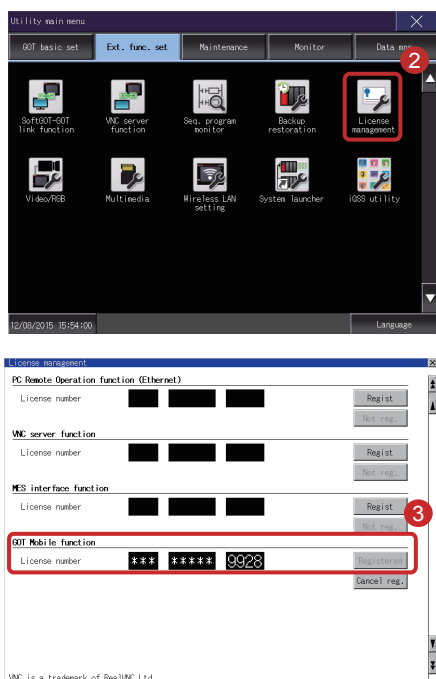 Utility main menu
GOT basic set Ext. func. set Maintenance Monitor Data
2
SoftGOT-GOT VNC server Seq. program Backup License
link function function monitor restoration management
Video/RGB Multimedia Wireless LAN System launcher iQSS utility
setting
12/08/2015 15:54:00 Language
License management
PC Remote Operation function (Ethernet)
License number Regist
Not reg.
VNC server function
License number Regist
Not reg.
MES interface function
License number Regist
3
Not reg.
GOT Mobile function
License number *** ***** 9928 Registered
Cancel reg.
VNC is a trademark of RealVNC Ltd